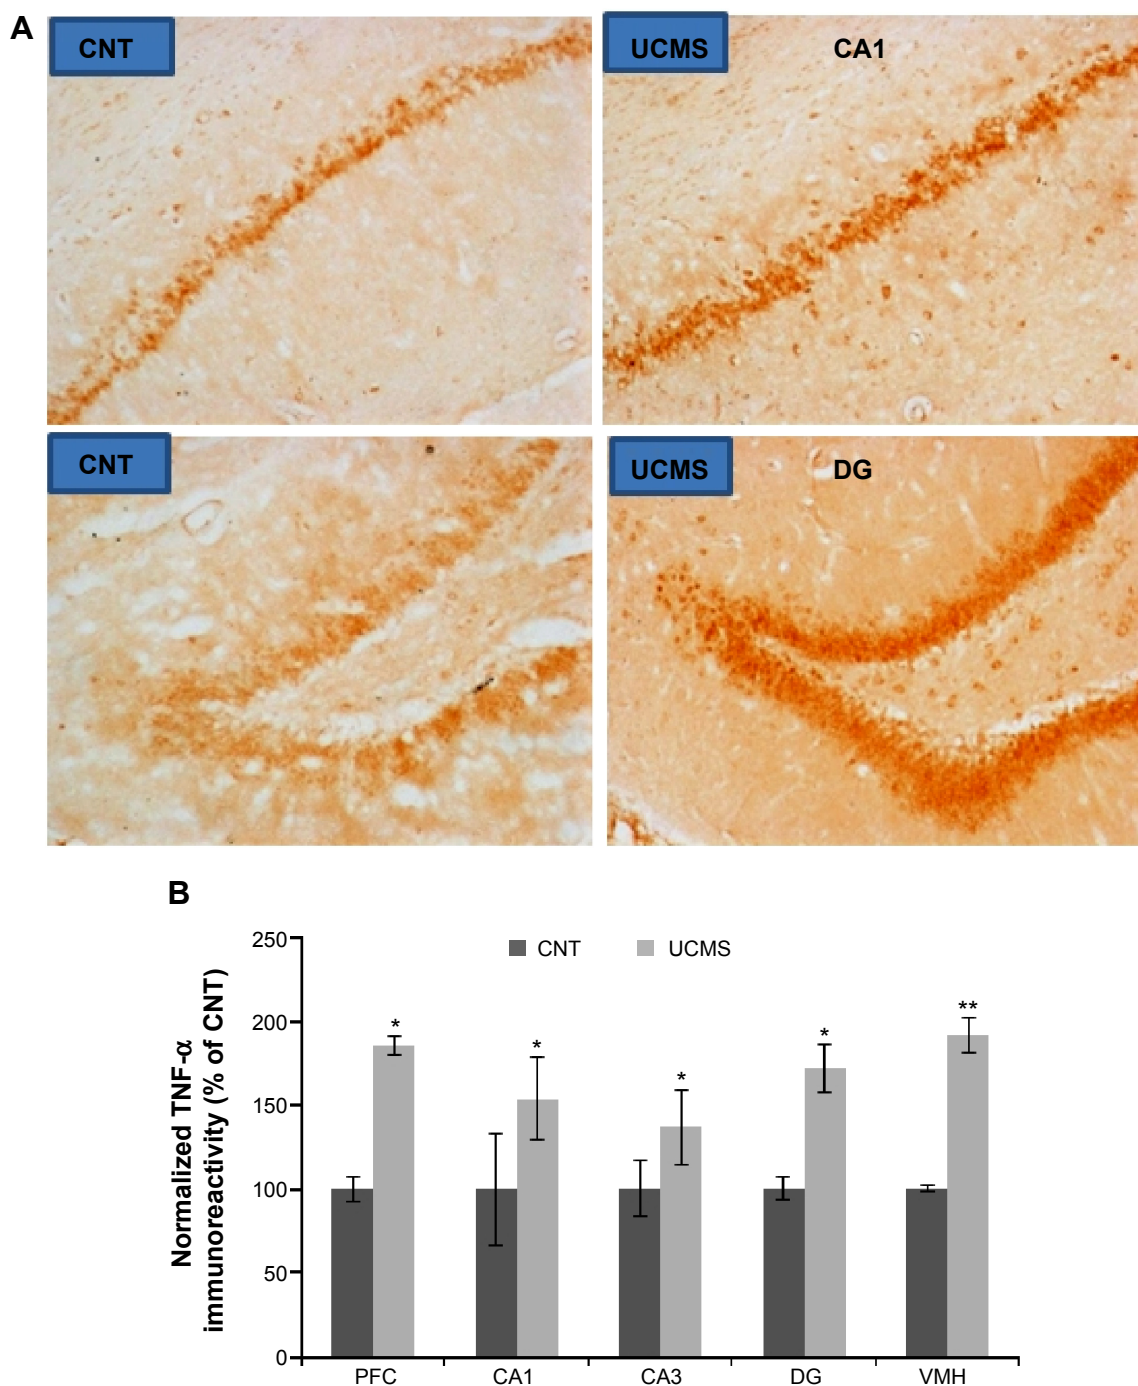 A
CNT
UCMS CA1
CNT
UCMS DG
B
CNT UCMS
Normalized TNF-α
immunoreactivity (% of CNT)
250
200
150
100
50
0
* * * * **
PFC CA1 CA3 DG VMH